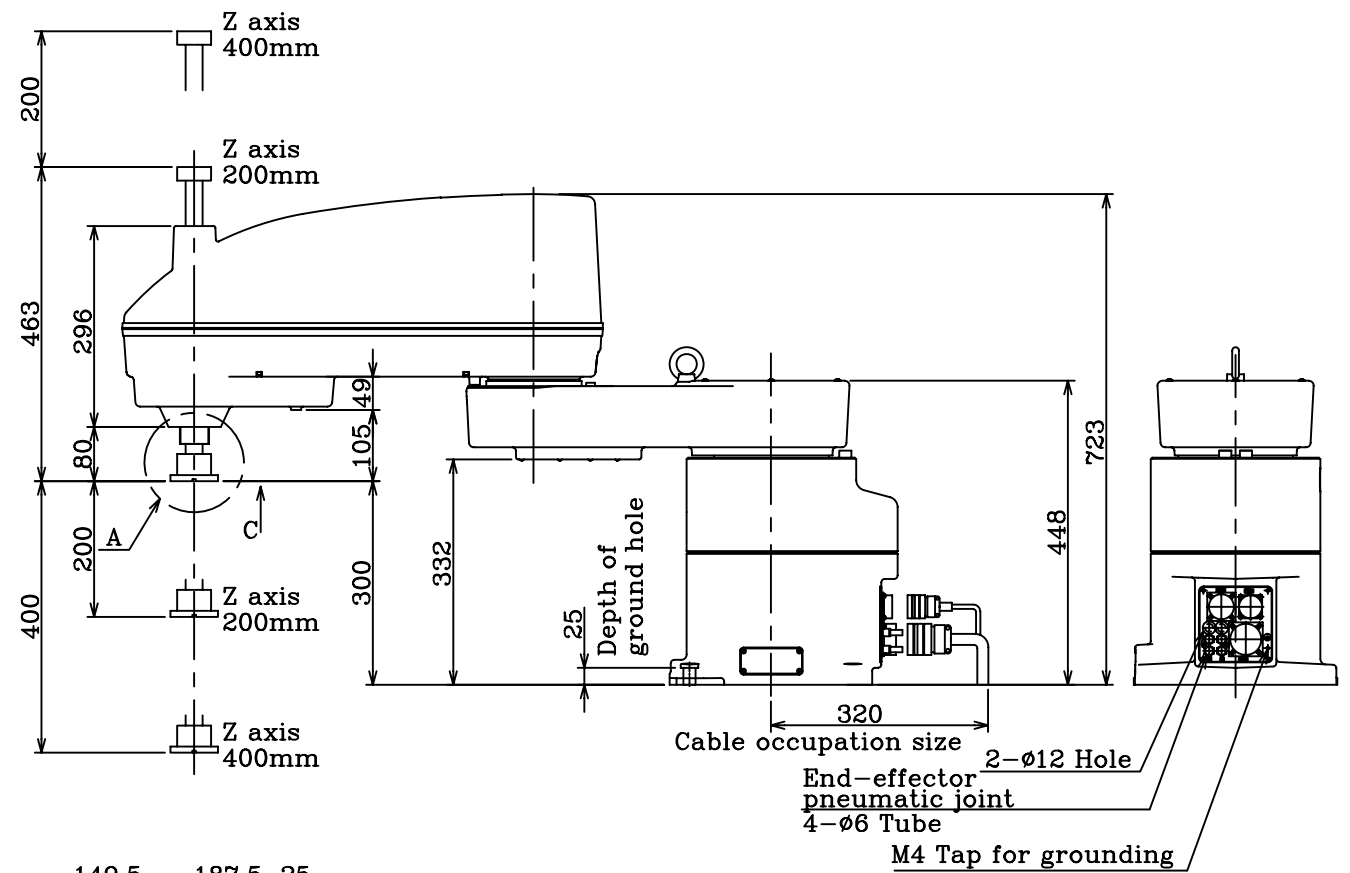 Z axis
400mm
200
Z axis
200mm
463
296
49
105
80
723
A
C
200
300
332
Depth of
ground hole
448
400
Z axis
200mm
25
320
Cable occupation size
Z axis
400mm
2-ø12 Hole
End-effector
pneumatic joint
4-ø6 Tube
M4 Tap for grounding